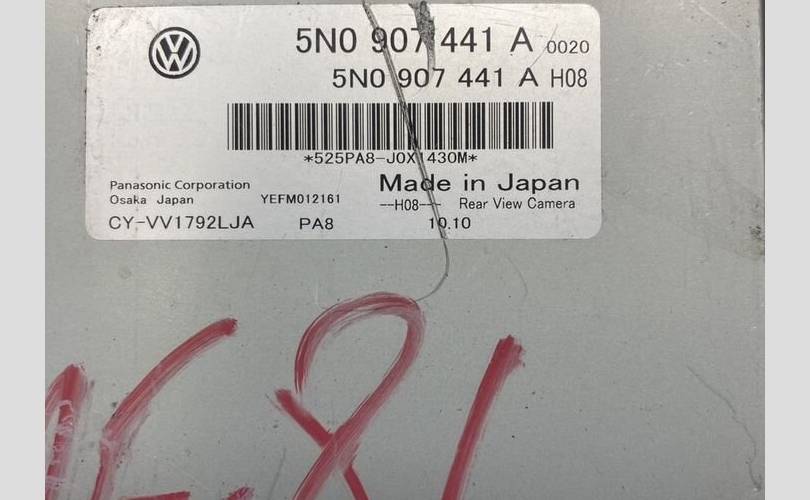 5N0 907 441 A 0020
5N0 907 441 A H08
*525PA8-J0X1430M*
Panasonic Corporation
Made in Japan
Osaka Japan YEFM012161 --H08-- Rear View Camera
CY-VV1792LJA PA8 10.10